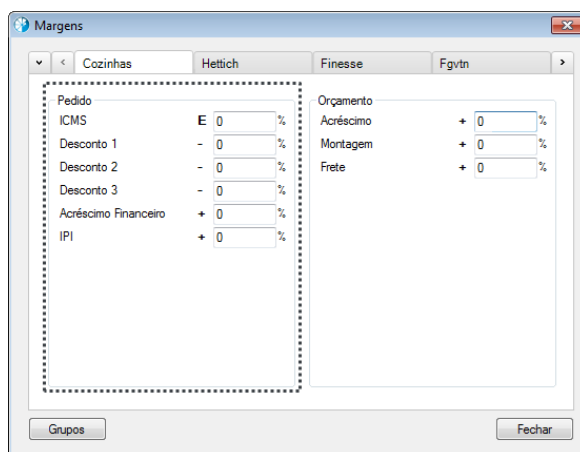 Margens
Cozinhas Hettich Finesse Fgvtn
Pedido
ICMS E 0 %
Desconto 1 - 0 %
Desconto 2 - 0 %
Desconto 3 - 0 %
Acréscimo Financeiro + 0 %
IPI + 0 %
Orçamento
Acréscimo + 0 %
Montagem + 0 %
Frete + 0 %
Grupos Fechar